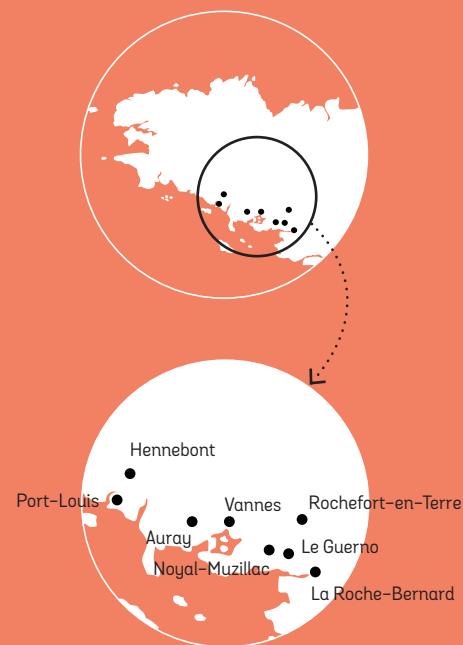 Hennebont
Port-Louis
Vannes
Rochefort-en-Terre
Auray
Le Guerno
Noyal-Muzillac
La Roche-Bernard